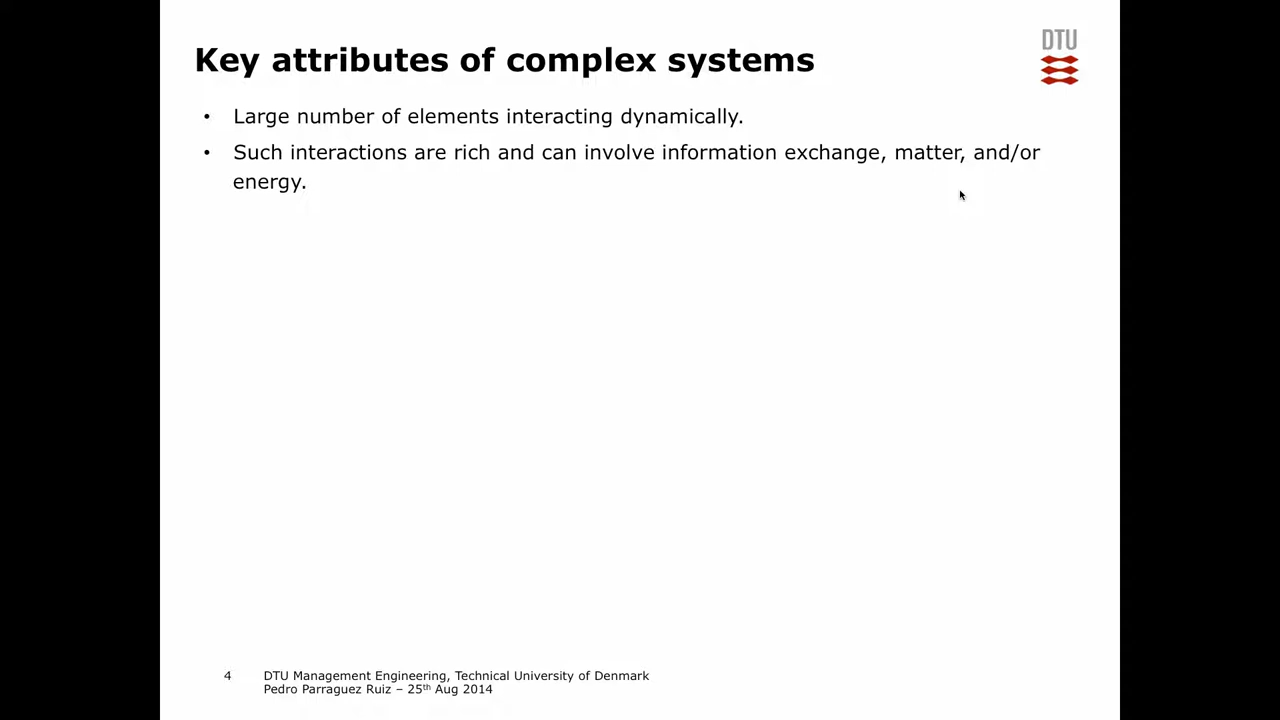 Key attributes of complex systems
DTU
• Large number of elements interacting dynamically.
• Such interactions are rich and can involve information exchange, matter, and/or
energy.
4 DTU Management Engineering, Technical University of Denmark
Pedro Parraguez Ruiz – 25th Aug 2014